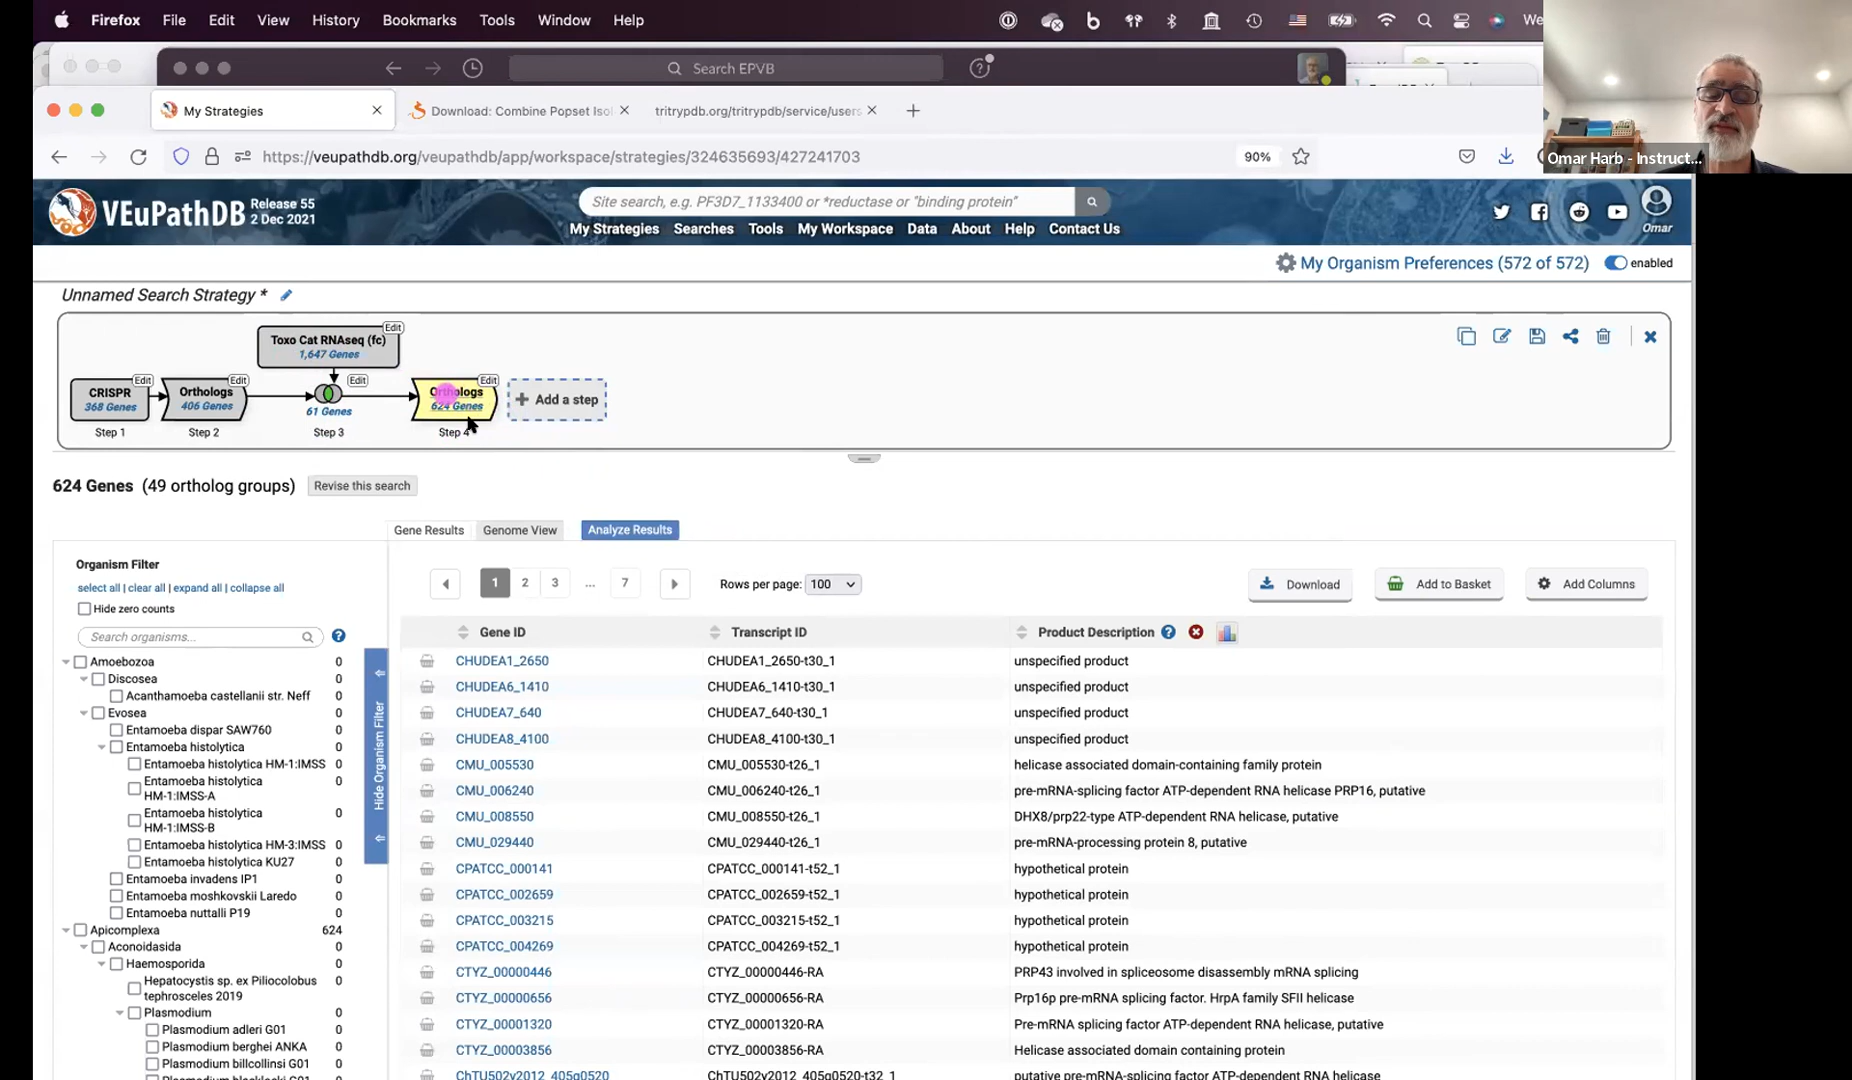 Firefox File Edit View History Bookmarks Tools Window Help We
Search EPVB
My Strategies
Download: Combine Popset Isol
tritrypdb.org/tritrypdb/service/users
https://veupathdb.org/veupathdb/app/workspace/strategies/324635693/427241703
90%
Omar Harb - Instruct...
VEuPathDB Release 55
2 Dec 2021
Site search, e.g. PF3D7_1133400 or *reductase or "binding protein"
My Strategies Searches Tools My Workspace Data About Help Contact Us
Omar
My Organism Preferences (572 of 572) enabled
Unnamed Search Strategy *
Toxo Cat RNAseq (fc)
1,647 Genes
Edit
CRISPR
368 Genes
Edit
Step 1
Orthologs
406 Genes
Edit
Step 2
Edit
61 Genes
Step 3
Orthologs
624 Genes
Edit
Step 4
+ Add a step
624 Genes (49 ortholog groups) Revise this search
Gene Results Genome View Analyze Results
Organism Filter
select all | clear all | expand all | collapse all
Hide zero counts
Search organisms...
Amoebozoa 0
Discosea 0
Acanthamoeba castellanii str. Neff 0
Evosea 0
Entamoeba dispar SAW760 0
Entamoeba histolytica 0
Entamoeba histolytica HM-1:IMSS 0
Entamoeba histolytica 0
HM-1:IMSS-A
Entamoeba histolytica 0
HM-1:IMSS-B
Entamoeba histolytica HM-3:IMSS 0
Entamoeba histolytica KU27 0
Entamoeba invadens IP1 0
Entamoeba moshkovskii Laredo 0
Entamoeba nuttalli P19 0
Apicomplexa 624
Aconoidasida 0
Haemosporida 0
Hepatocystis sp. ex Piliocolobus 0
tephrosceles 2019
Plasmodium 0
Plasmodium adleri G01 0
Plasmodium berghei ANKA 0
Plasmodium billcollinsi G01 0
Hide Organism Filter
1 2 3 ... 7 Rows per page: 100 Download Add to Basket Add Columns
Gene ID Transcript ID Product Description
CHUDEA1_2650 CHUDEA1_2650-t30_1 unspecified product
CHUDEA6_1410 CHUDEA6_1410-t30_1 unspecified product
CHUDEA7_640 CHUDEA7_640-t30_1 unspecified product
CHUDEA8_4100 CHUDEA8_4100-t30_1 unspecified product
CMU_005530 CMU_005530-t26_1 helicase associated domain-containing family protein
CMU_006240 CMU_006240-t26_1 pre-mRNA-splicing factor ATP-dependent RNA helicase PRP16, putative
CMU_008550 CMU_008550-t26_1 DHX8/prp22-type ATP-dependent RNA helicase, putative
CMU_029440 CMU_029440-t26_1 pre-mRNA-processing protein 8, putative
CPATCC_000141 CPATCC_000141-t52_1 hypothetical protein
CPATCC_002659 CPATCC_002659-t52_1 hypothetical protein
CPATCC_003215 CPATCC_003215-t52_1 hypothetical protein
CPATCC_004269 CPATCC_004269-t52_1 hypothetical protein
CTYZ_00000446 CTYZ_00000446-RA PRP43 involved in spliceosome disassembly mRNA splicing
CTYZ_00000656 CTYZ_00000656-RA Prp16p pre-mRNA splicing factor. HrpA family SFII helicase
CTYZ_00001320 CTYZ_00001320-RA Pre-mRNA splicing factor ATP-dependent RNA helicase, putative
CTYZ_00003856 CTYZ_00003856-RA Helicase associated domain containing protein
ChTU502y2012_405g0520 ChTU502y2012_405g0520-t32_1 putative pre-mRNA-splicing factor ATP-dependent RNA helicase